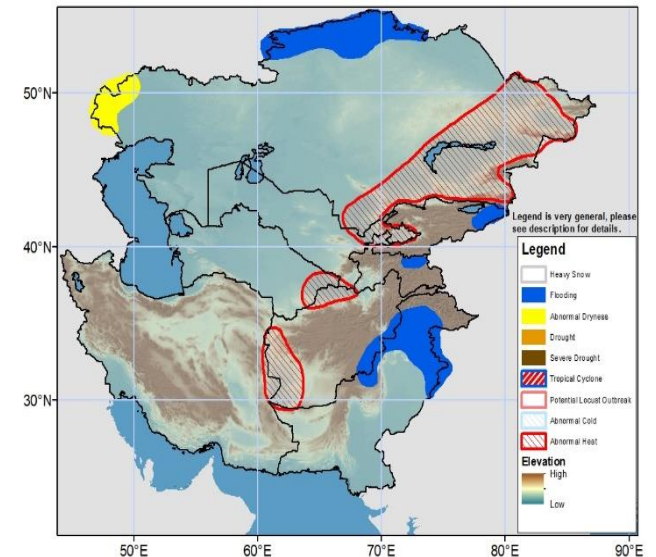 50°N
40°N
30°N
Legend is very general, please
see description for details.
Legend
Heavy Snow
Flooding
Abnormal Dryness
Drought
Severe Drought
Tropical Cyclone
Potential Locust Outbreak
Abnormal Cold
Abnormal Heat
Elevation
High
Low
50°E
60°E
70°E
80°E
90°E